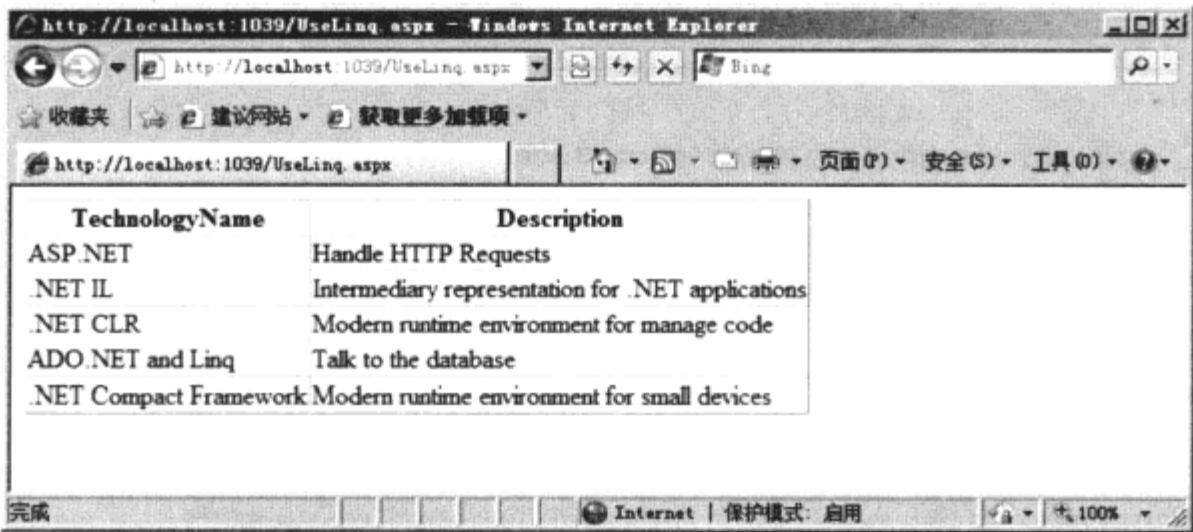 http://localhost:1039/UseLinq.aspx - Windows Internet Explorer
http://localhost:1039/UseLinq.aspx Bing
收藏夹 建议网站 获取更多加载项
http://localhost:1039/UseLinq.aspx 页面(P) 安全(S) 工具(O)
TechnologyName Description
ASP.NET Handle HTTP Requests
.NET IL Intermediary representation for .NET applications
.NET CLR Modern runtime environment for manage code
ADO.NET and Linq Talk to the database
.NET Compact Framework Modern runtime environment for small devices
完成 Internet | 保护模式: 启用 100%